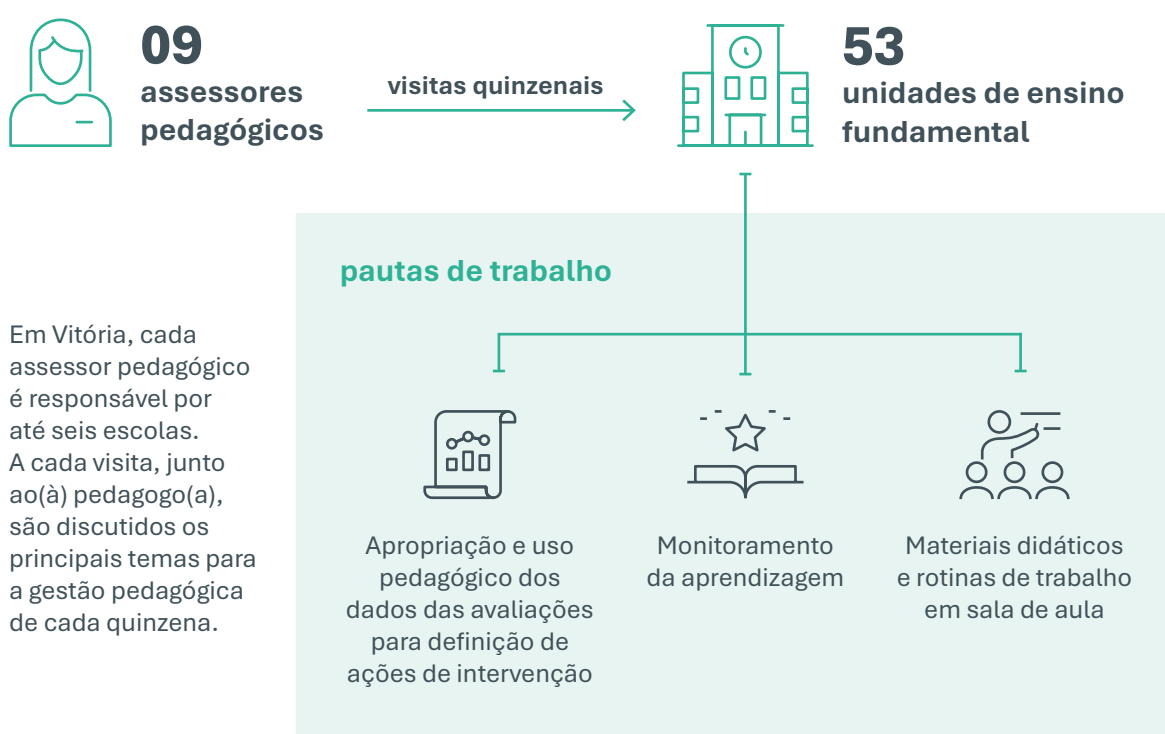 09
assessores
pedagógicos
visitas quinzenais
53
unidades de ensino
fundamental
pautas de trabalho
Em Vitória, cada
assessor pedagógico
é responsável por
até seis escolas.
A cada visita, junto
ao(à) pedagogo(a),
são discutidos os
principais temas para
a gestão pedagógica
de cada quinzena.
Apropriação e uso
pedagógico dos
dados das avaliações
para definição de
ações de intervenção
Monitoramento
da aprendizagem
Materiais didáticos
e rotinas de trabalho
em sala de aula